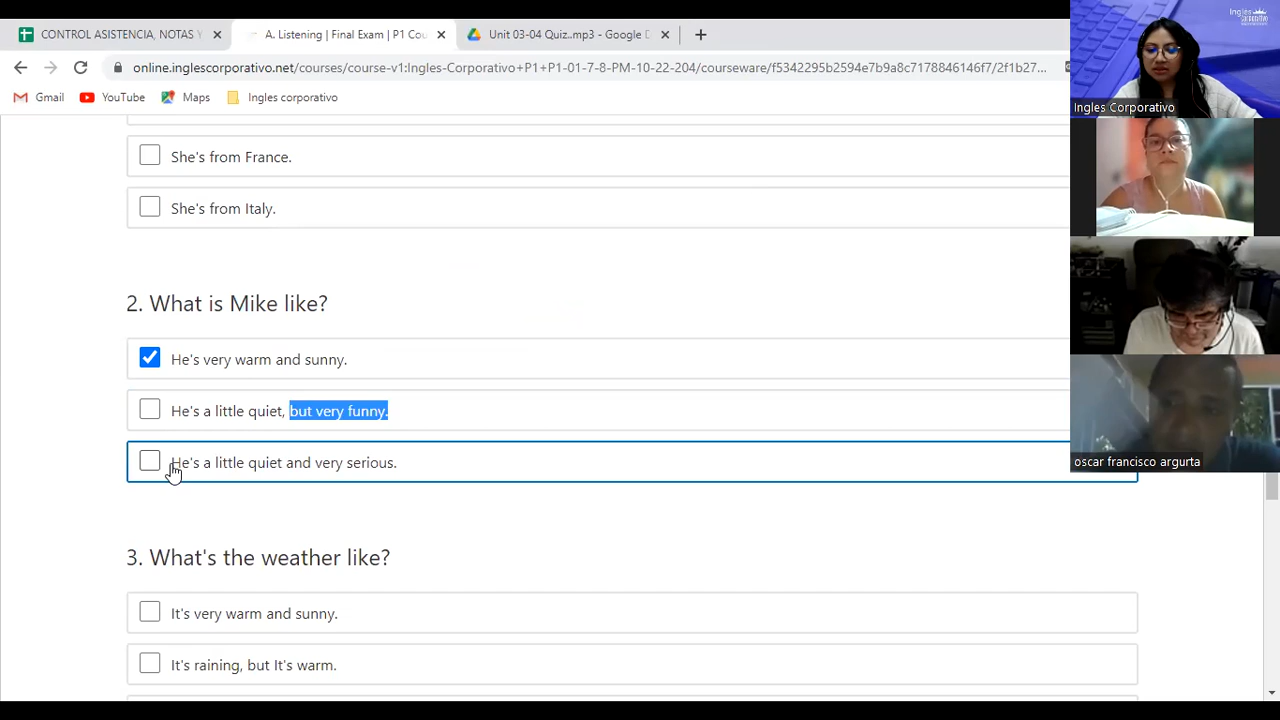 CONTROL ASISTENCIA, NOTAS Y
A. Listening | Final Exam | P1 Cou
Unit 03-04 quiz..mp3 - Google D
online.inglescorporativo.net/courses/course-v1:Ingles-Corporativo+P1+P1-01-7-8-PM-10-22-204/courseware/f5342295b2594e7b9a8c7178846146f7/2f1b27...
Gmail
YouTube
Maps
Ingles corporativo
She's from France.
She's from Italy.
2. What is Mike like?
He's very warm and sunny.
He's a little quiet, but very funny.
He's a little quiet and very serious.
3. What's the weather like?
It's very warm and sunny.
It's raining, but It's warm.
Ingles
Ingles Corporativo
oscar francisco argurta